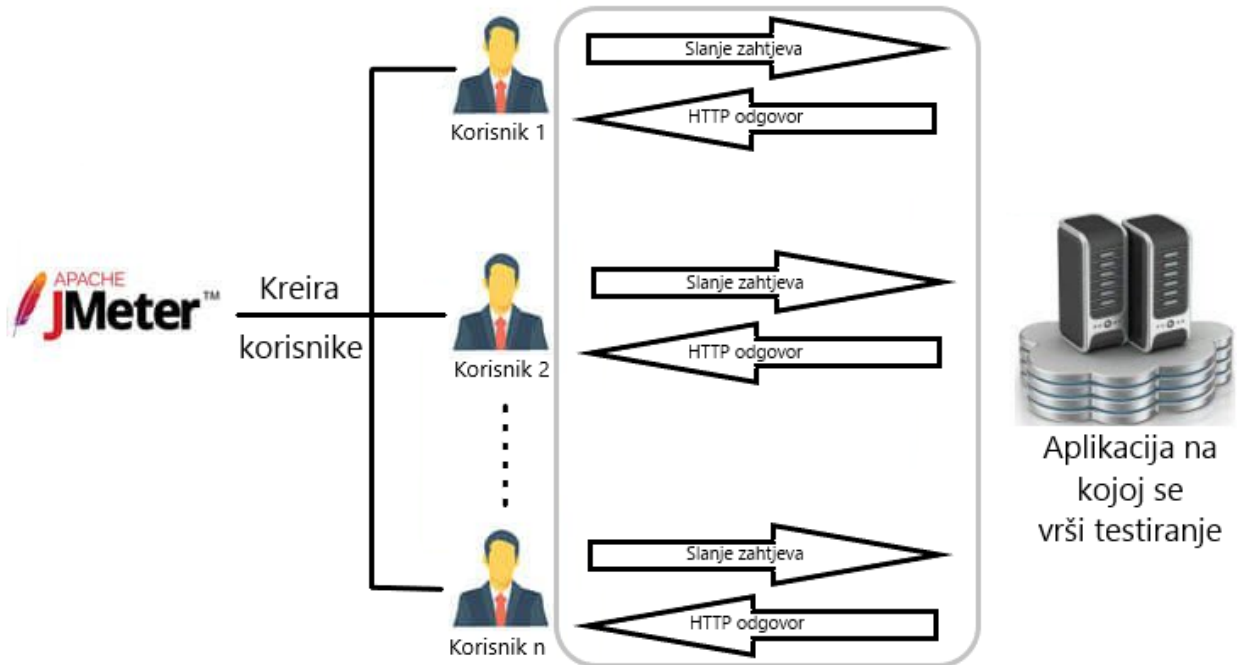 Slanje zahtjeva
HTTP odgovor
Korisnik 1
APACHE
JMeter™
Kreira
korisnike
Slanje zahtjeva
HTTP odgovor
Korisnik 2
Aplikacija na
kojoj se
vrši testiranje
Slanje zahtjeva
HTTP odgovor
Korisnik n